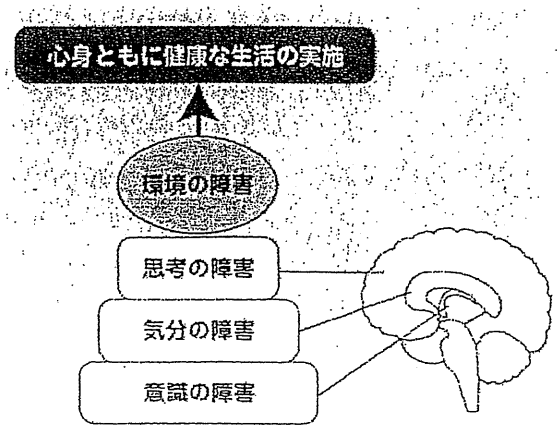 心身ともに健康な生活の実施
環境の障害
思考の障害
気分の障害
意識の障害